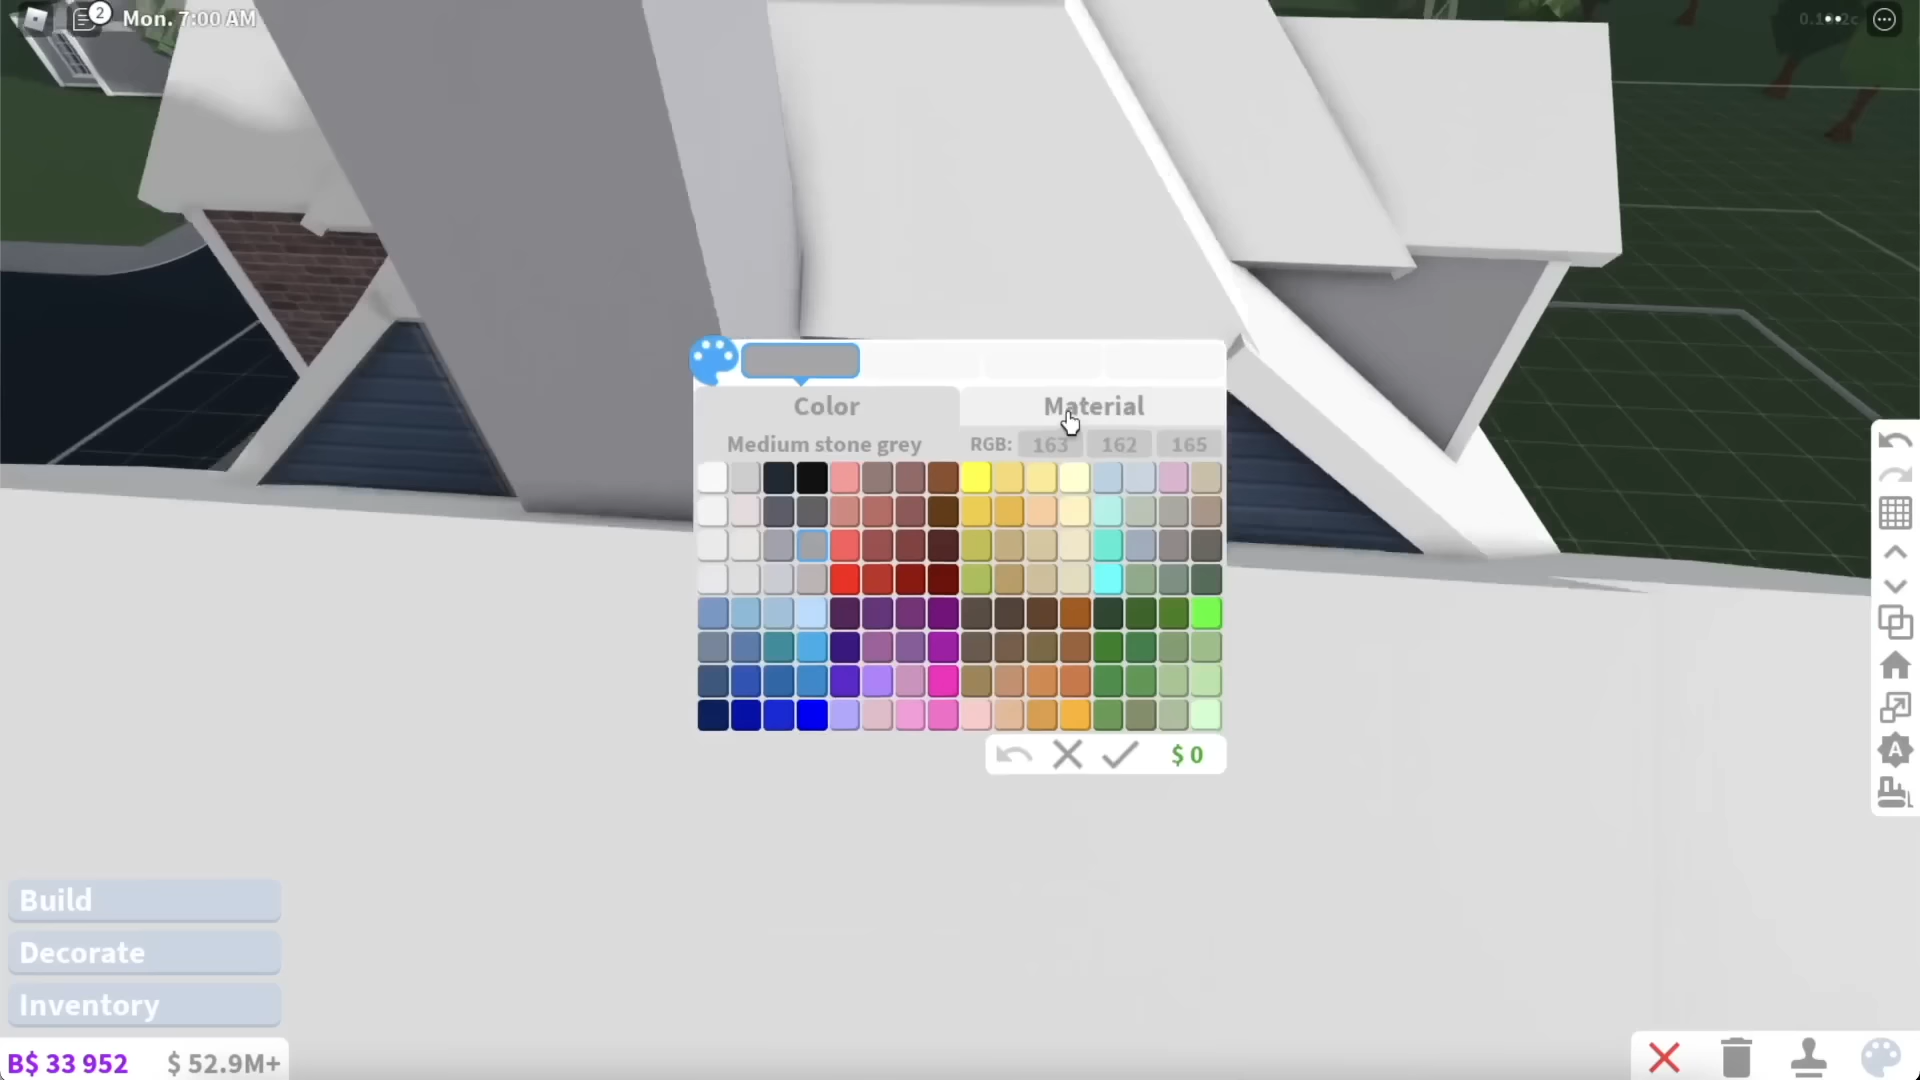 2
Mon. 7:00 AM
Color
Material
Medium stone grey
RGB: 163 162 165
$ 0
A
Build
Decorate
Inventory
B$ 33 952
$ 52.9M+